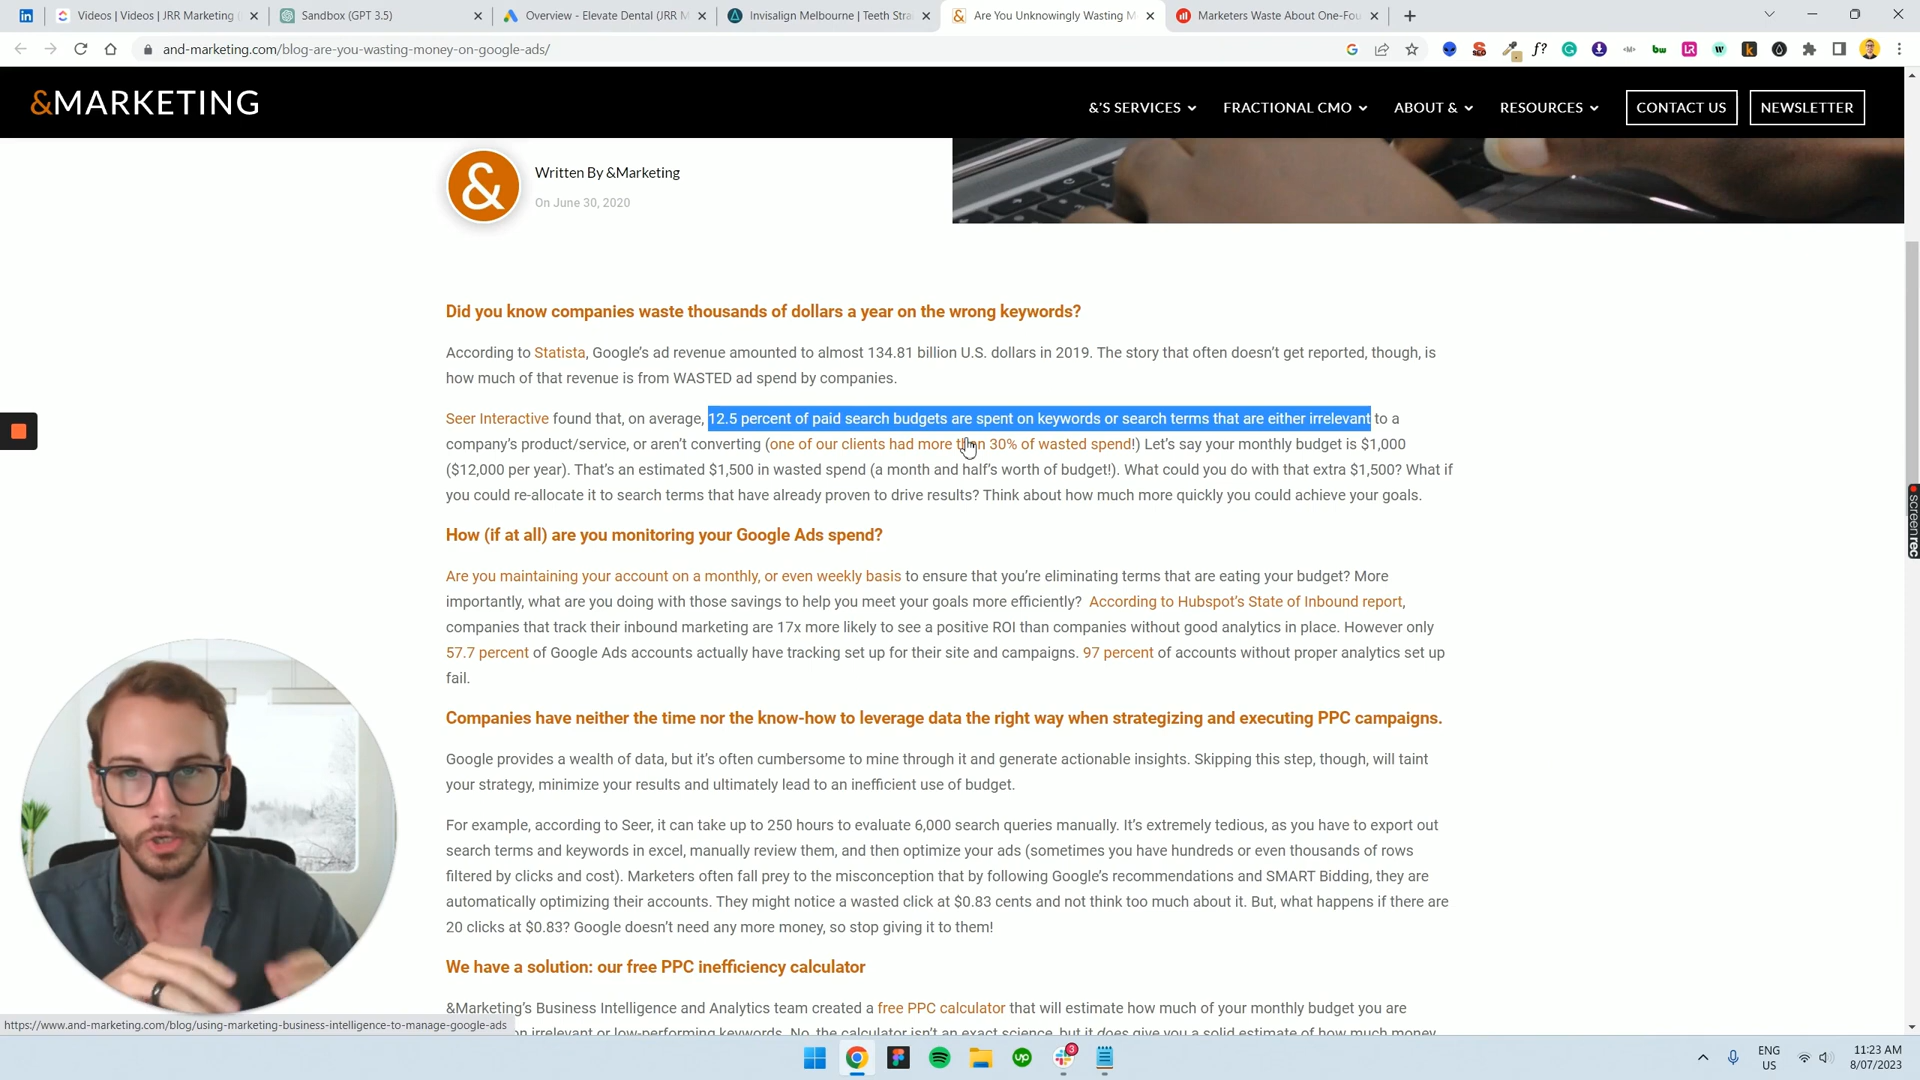 Videos | Videos | JRR Marketing
Sandbox (GPT 3.5)
Overview - Elevate Dental (JRR M
Invisalign Melbourne | Teeth Stra
Are You Unknowingly Wasting M
Marketers Waste About One-Fou
and-marketing.com/blog-are-you-wasting-money-on-google-ads/
&MARKETING
&'S SERVICES
FRACTIONAL CMO
ABOUT &
RESOURCES
CONTACT US
NEWSLETTER
&
Written By &Marketing
On June 30, 2020
Did you know companies waste thousands of dollars a year on the wrong keywords?
According to Statista, Google's ad revenue amounted to almost 134.81 billion U.S. dollars in 2019. The story that often doesn't get reported, though, is
how much of that revenue is from WASTED ad spend by companies.
Seer Interactive found that, on average, 12.5 percent of paid search budgets are spent on keywords or search terms that are either irrelevant to a
company's product/service, or aren't converting (one of our clients had more than 30% of wasted spend!) Let's say your monthly budget is $1,000
($12,000 per year). That's an estimated $1,500 in wasted spend (a month and half's worth of budget!). What could you do with that extra $1,500? What if
you could re-allocate it to search terms that have already proven to drive results? Think about how much more quickly you could achieve your goals.
How (if at all) are you monitoring your Google Ads spend?
Are you maintaining your account on a monthly, or even weekly basis to ensure that you're eliminating terms that are eating your budget? More
importantly, what are you doing with those savings to help you meet your goals more efficiently? According to Hubspot's State of Inbound report,
companies that track their inbound marketing are 17x more likely to see a positive ROI than companies without good analytics in place. However only
57.7 percent of Google Ads accounts actually have tracking set up for their site and campaigns. 97 percent of accounts without proper analytics set up
fail.
Companies have neither the time nor the know-how to leverage data the right way when strategizing and executing PPC campaigns.
Google provides a wealth of data, but it's often cumbersome to mine through it and generate actionable insights. Skipping this step, though, will taint
your strategy, minimize your results and ultimately lead to an inefficient use of budget.
For example, according to Seer, it can take up to 250 hours to evaluate 6,000 search queries manually. It's extremely tedious, as you have to export out
search terms and keywords in excel, manually review them, and then optimize your ads (sometimes you have hundreds or even thousands of rows
filtered by clicks and cost). Marketers often fall prey to the misconception that by following Google's recommendations and SMART Bidding, they are
automatically optimizing their accounts. They might notice a wasted click at $0.83 cents and not think too much about it. But, what happens if there are
20 clicks at $0.83? Google doesn't need any more money, so stop giving it to them!
We have a solution: our free PPC inefficiency calculator
&Marketing's Business Intelligence and Analytics team created a free PPC calculator that will estimate how much of your monthly budget you are
on irrelevant or low-performing keywords. No, the calculator isn't an exact science, but it does give you a solid estimate of how much money
https://www.and-marketing.com/blog/using-marketing-business-intelligence-to-manage-google-ads
screenrec
3
ENG
US
11:23 AM
8/07/2023